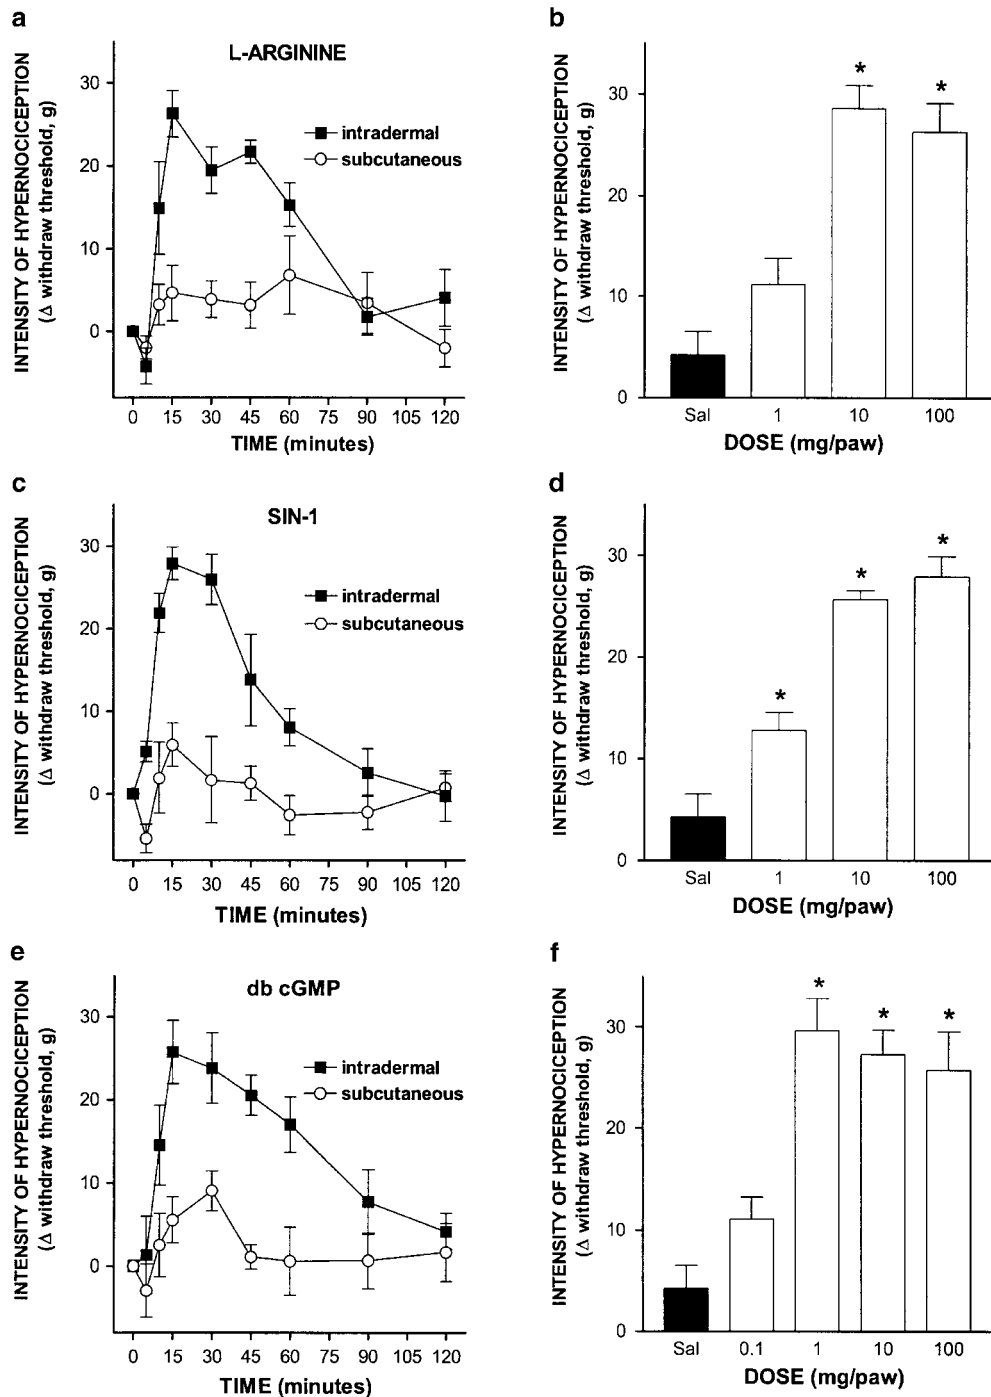 a
L-ARGININE
INTENSITY OF HYPERNOCICEPTION
(Δ withdraw threshold, g)
30
20
10
0
intradermal
subcutaneous
0 15 30 45 60 75 90 105 120
TIME (minutes)
b
INTENSITY OF HYPERNOCICEPTION
(Δ withdraw threshold, g)
30
20
10
0
* *
Sal 1 10 100
DOSE (mg/paw)
c
SIN-1
INTENSITY OF HYPERNOCICEPTION
(Δ withdraw threshold, g)
30
20
10
0
intradermal
subcutaneous
0 15 30 45 60 75 90 105 120
TIME (minutes)
d
INTENSITY OF HYPERNOCICEPTION
(Δ withdraw threshold, g)
30
20
10
0
* * *
Sal 1 10 100
DOSE (mg/paw)
e
db cGMP
INTENSITY OF HYPERNOCICEPTION
(Δ withdraw threshold, g)
30
20
10
0
intradermal
subcutaneous
0 15 30 45 60 75 90 105 120
TIME (minutes)
f
INTENSITY OF HYPERNOCICEPTION
(Δ withdraw threshold, g)
30
20
10
0
* * *
Sal 0.1 1 10 100
DOSE (mg/paw)